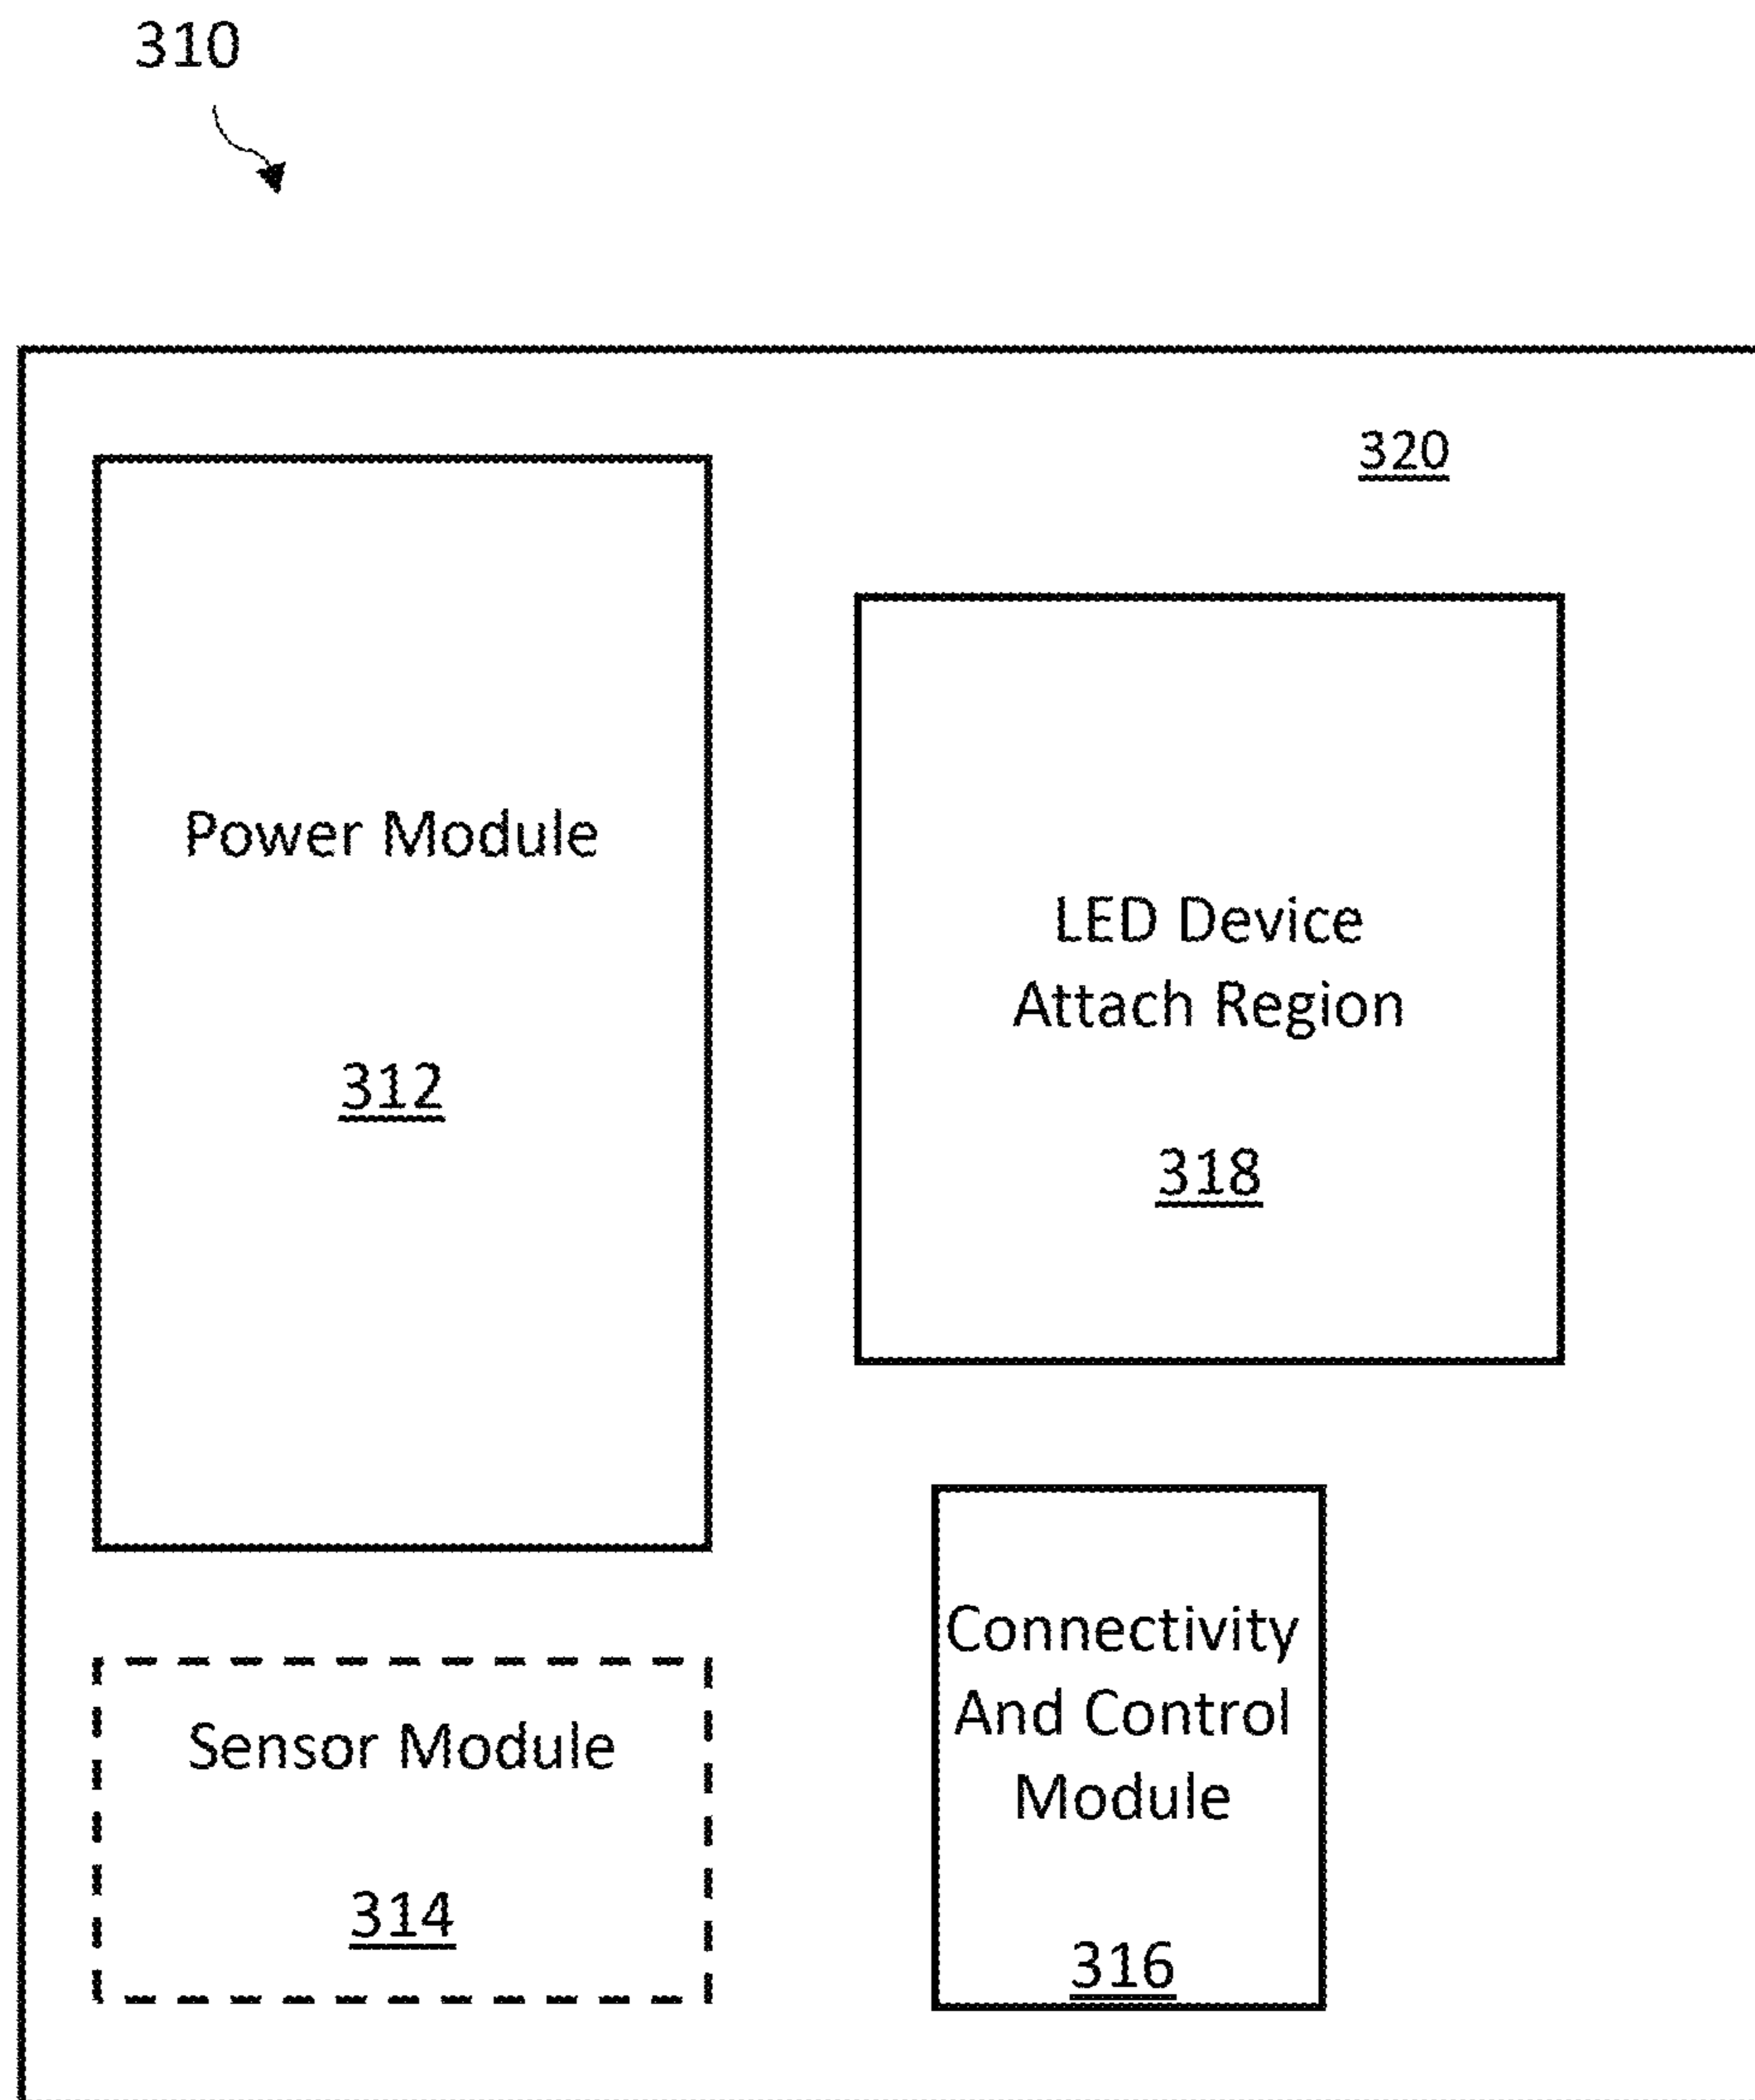 310
320
Power Module
312
LED Device
Attach Region
318
Sensor Module
314
Connectivity
And Control
Module
316